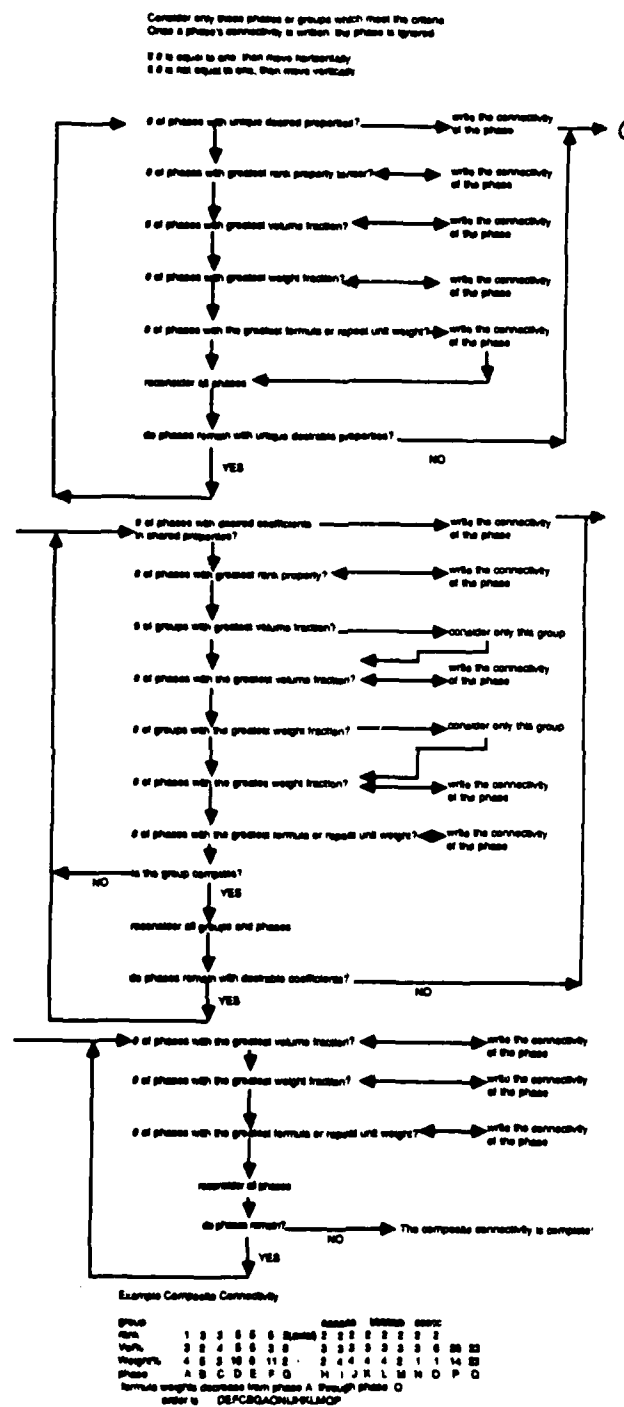 Consider only those phases or groups which meet the criteria
Once a phase's connectivity is written, the phase is ignored
If # is equal to one, then move horizontally
If # is not equal to one, then move vertically
# of phases with unique desired properties?
write the connectivity
of the phase
# of phases with greatest rank property tensor?
write the connectivity
of the phase
# of phases with greatest volume fraction?
write the connectivity
of the phase
# of phases with greatest weight fraction?
write the connectivity
of the phase
# of phases with the greatest formula or repeat unit weight?
write the connectivity
of the phase
reconsider all phases
do phases remain with unique desirable properties?
NO
YES
# of phases with desired coefficients
in shared properties?
write the connectivity
of the phase
# of phases with greatest rank property?
write the connectivity
of the phase
# of groups with greatest volume fraction?
consider only this group
# of phases with the greatest volume fraction?
write the connectivity
of the phase
# of groups with the greatest weight fraction?
consider only this group
# of phases with the greates weight fraction?
write the connectivity
of the phase
# of phases with the greatest formula or repeat unit weight?
write the connectivity
of the phase
NO
is the group complete?
YES
reconsider all groups and phases
do phases remain with desirable coefficients?
NO
YES
# of phases with the greatest volume fraction?
write the connectivity
of the phase
# of phases with the greatest weight fraction?
write the connectivity
of the phase
# of phases with the greatest formula or repeat unit weight?
write the connectivity
of the phase
reconsider all phases
do phases remain?
NO
The composite connectivity is complete
YES
Example Composite Connectivity
group
rank
Vol%
Weight%
phase A B C D E F G H I J K L M N O P Q
formula weights decrease from phase A through phase Q
order is